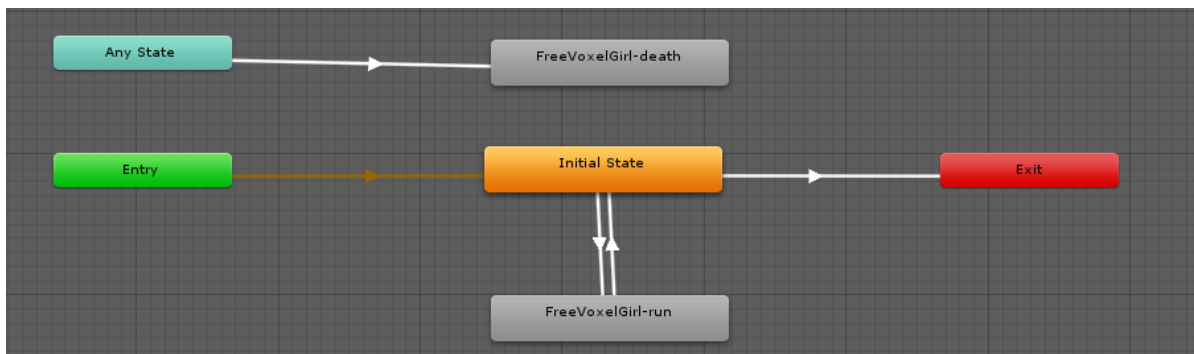 Any State
FreeVoxelGirl-death
Entry
Initial State
Exit
FreeVoxelGirl-run